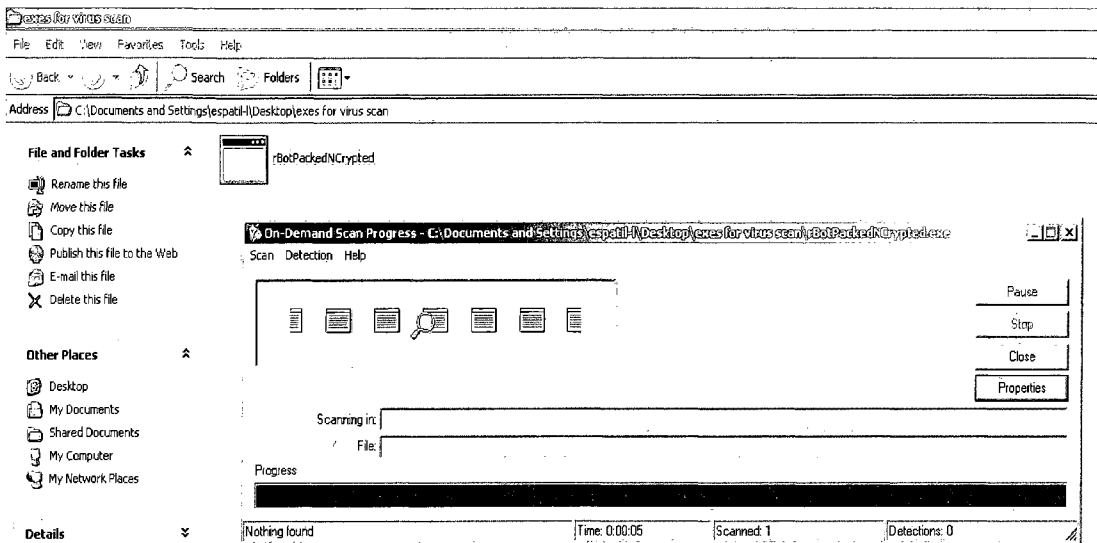 exes for virus scan
File Edit View Favorites Tools Help
Back Search Folders
Address C:\Documents and Settings\espatil-l\Desktop\exes for virus scan
File and Folder Tasks
Rename this file
Move this file
Copy this file
Publish this file to the Web
E-mail this file
Delete this file
Other Places
Desktop
My Documents
Shared Documents
My Computer
My Network Places
Details
rBotPackedNCrypted
On-Demand Scan Progress - C:\Documents and Settings\espatil-l\Desktop\exes for virus scan\rBotPackedNCrypted.exe
Scan Detection Help
Pause
Stop
Close
Properties
Scanning in:
File:
Progress
Nothing found Time: 0:00:05 Scanned: 1 Detections: 0